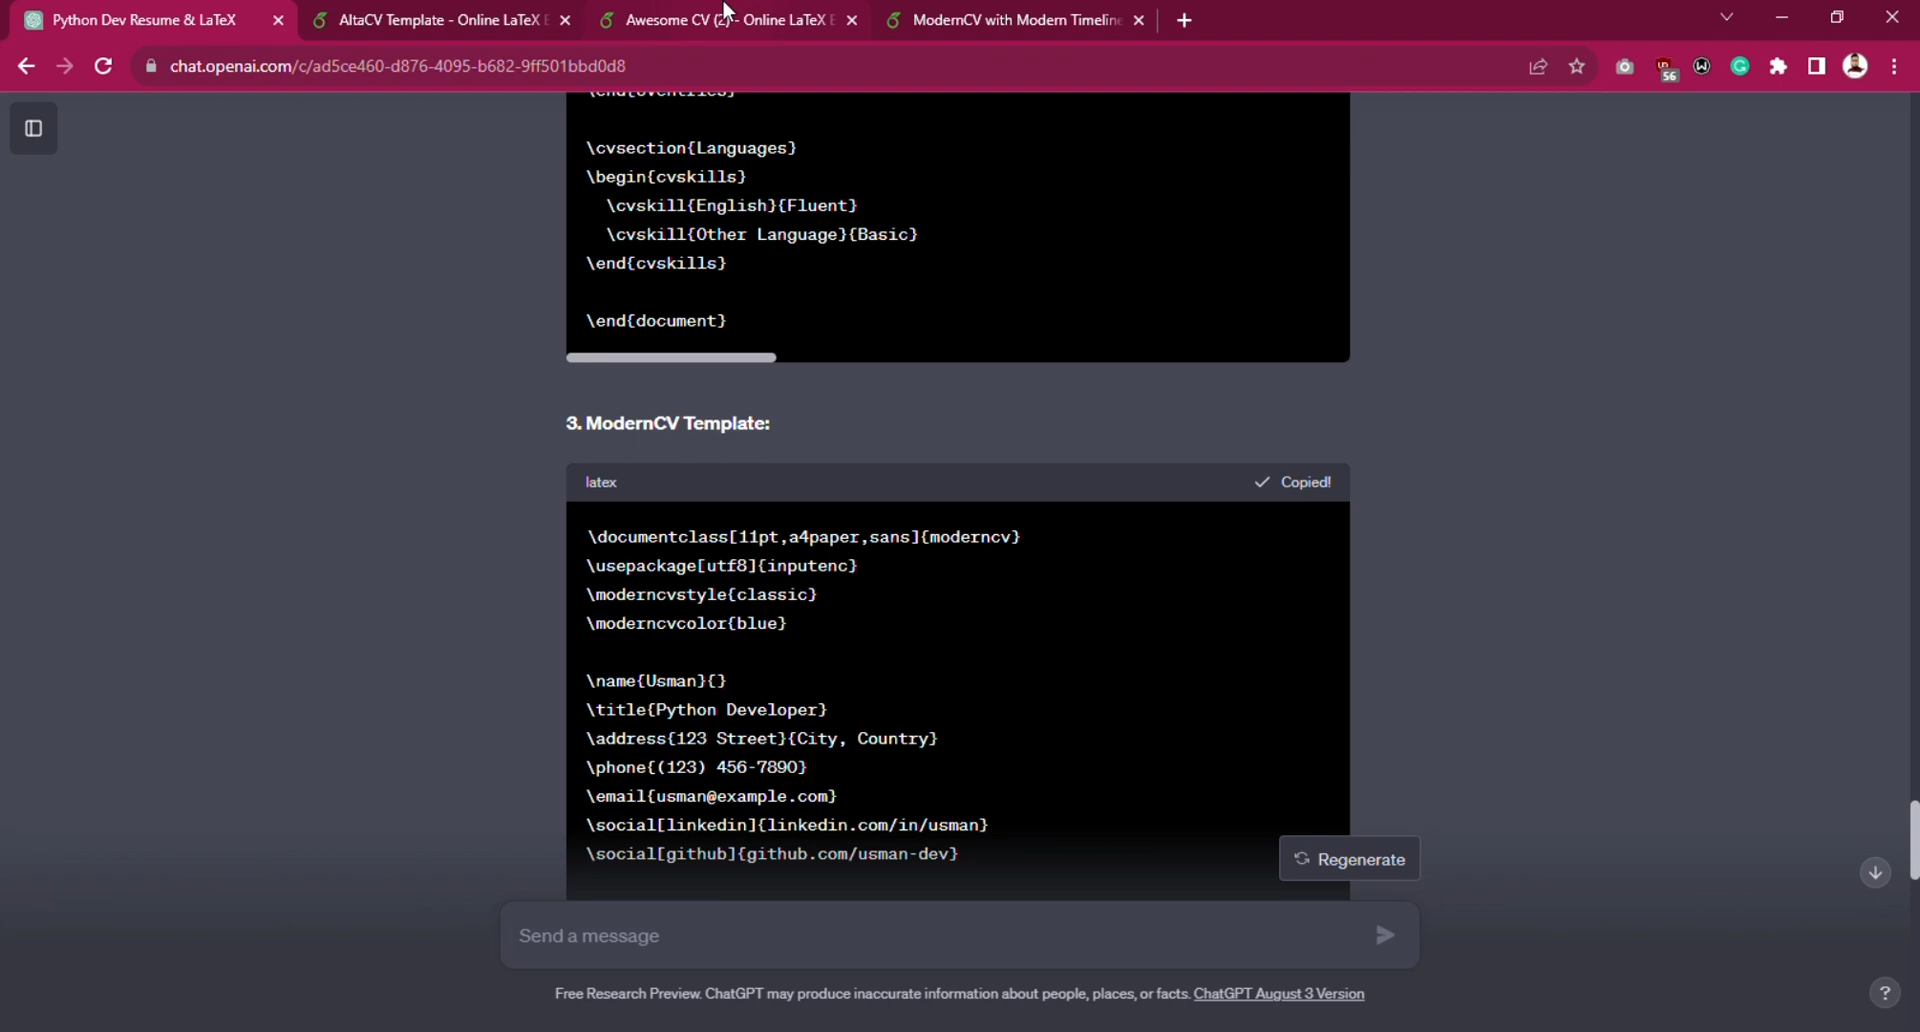 Python Dev Resume & LaTeX
AltaCV Template - Online LaTeX E
Awesome CV (2) - Online LaTeX E
ModernCV with Modern Timeline
chat.openai.com/c/ad5ce460-d876-4095-b682-9ff501bbd0d8
56
\end{cventries}
\cvsection{Languages}
\begin{cvskills}
\cvskill{English}{Fluent}
\cvskill{Other Language}{Basic}
\end{cvskills}
\end{document}
3. ModernCV Template:
latex
Copied!
\documentclass[11pt,a4paper,sans]{moderncv}
\usepackage[utf8]{inputenc}
\moderncvstyle{classic}
\moderncvcolor{blue}
\name{Usman}{}
\title{Python Developer}
\address{123 Street}{City, Country}
\phone{(123) 456-7890}
\email{usman@example.com}
\social[linkedin]{linkedin.com/in/usman}
\social[github]{github.com/usman-dev}
Regenerate
Send a message
Free Research Preview. ChatGPT may produce inaccurate information about people, places, or facts. ChatGPT August 3 Version
?